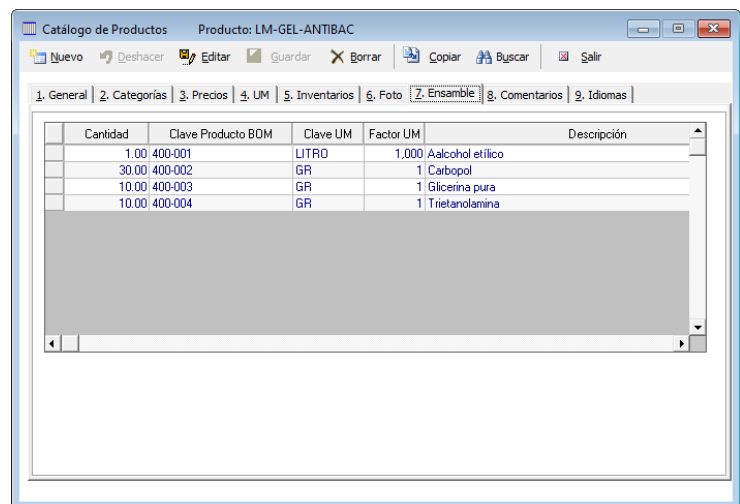 Catálogo de Productos Producto: LM-GEL-ANTIBAC
Nuevo Deshacer Editar Guardar Borrar Copiar Buscar Salir
1. General 2. Categorías 3. Precios 4. UM 5. Inventarios 6. Foto 7. Ensamble 8. Comentarios 9. Idiomas
Cantidad Clave Producto BOM Clave UM Factor UM Descripción
1.00 400-001 LITRO 1,000 Aalcohol etílico
30.00 400-002 GR 1 Carbopol
10.00 400-003 GR 1 Glicerina pura
10.00 400-004 GR 1 Trietanolamina